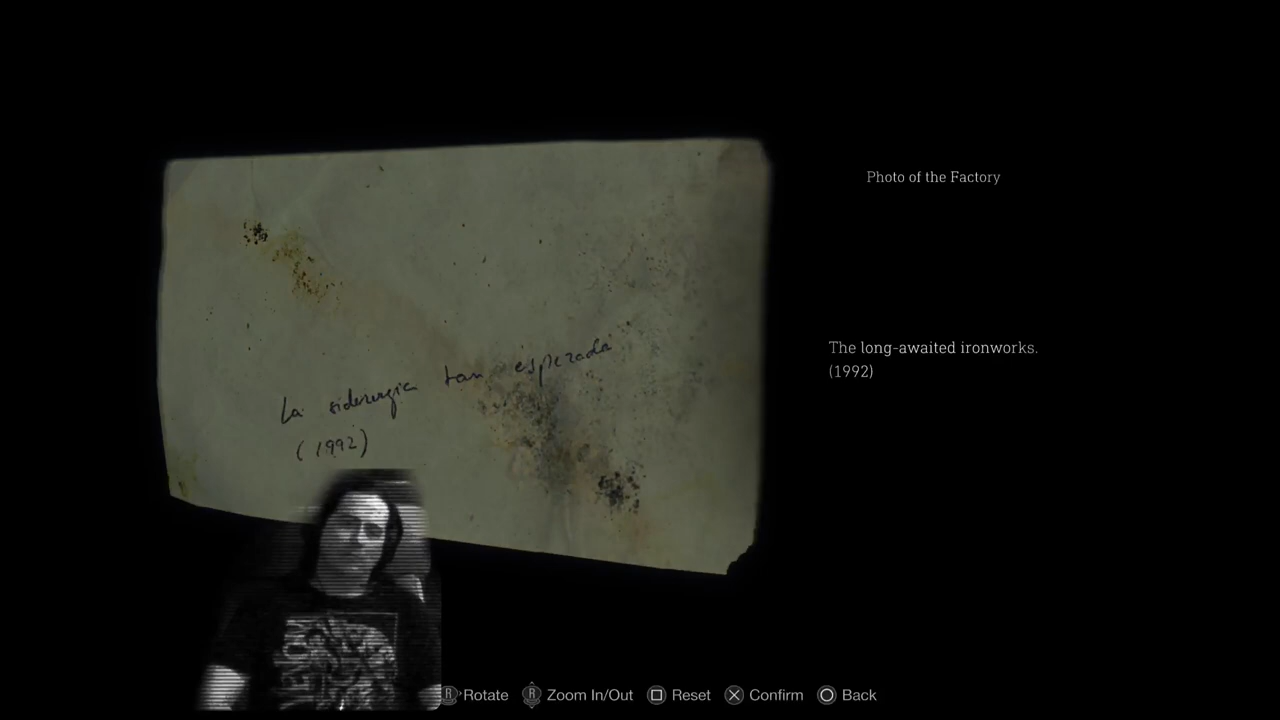 Photo of the Factory
La siderurgia tan esperada
(1992)
The long-awaited ironworks.
(1992)
R Rotate R Zoom In/Out Reset Confirm Back